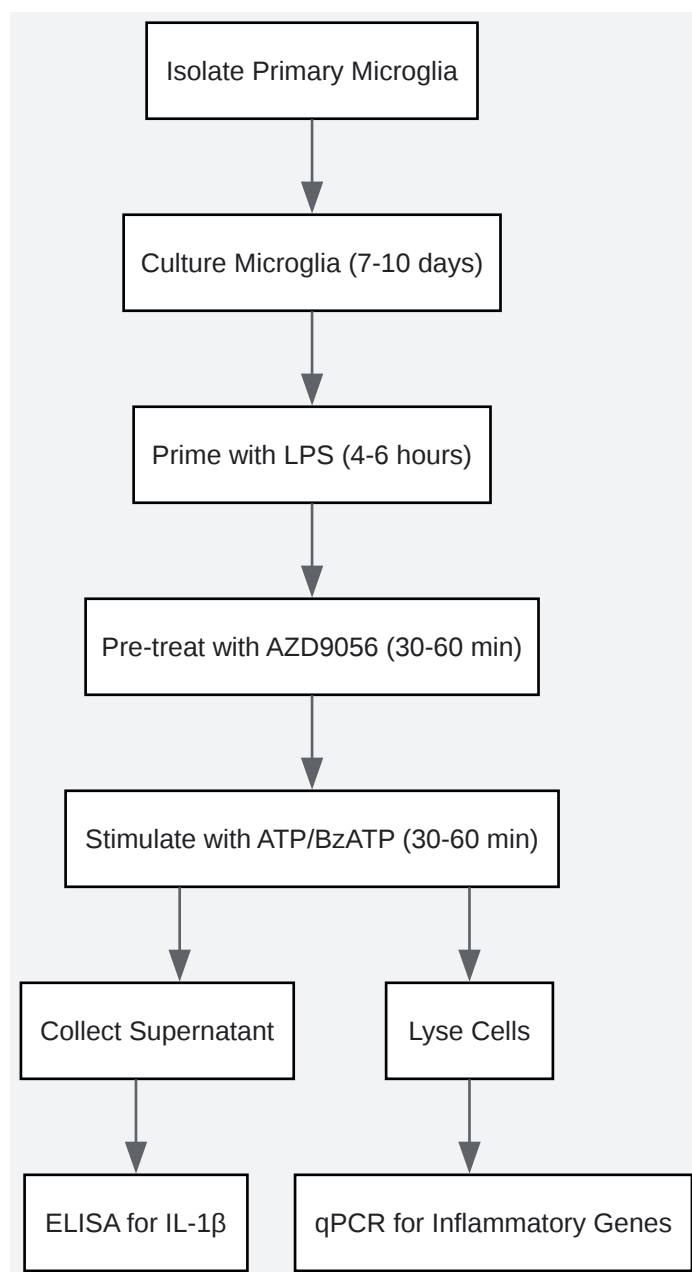 Isolate Primary Microglia
Culture Microglia (7-10 days)
Prime with LPS (4-6 hours)
Pre-treat with AZD9056 (30-60 min)
Stimulate with ATP/BzATP (30-60 min)
Collect Supernatant
Lyse Cells
ELISA for IL-1β
qPCR for Inflammatory Genes